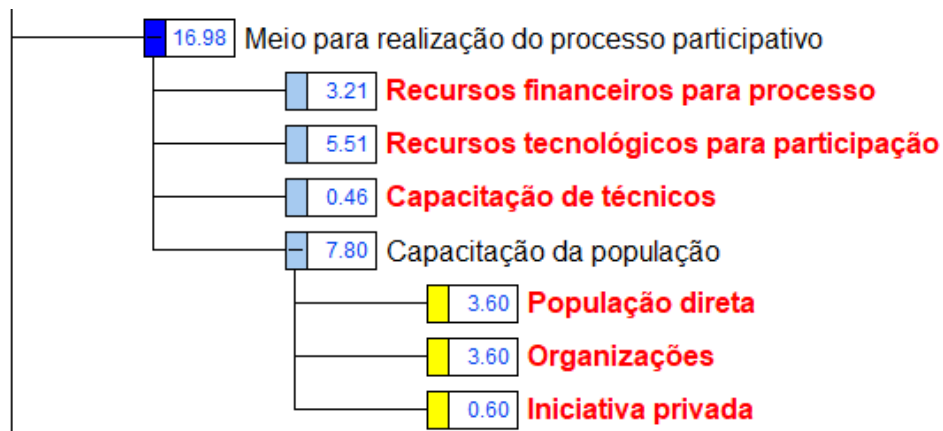 16.98 Meio para realização do processo participativo
3.21 Recursos financeiros para processo
5.51 Recursos tecnológicos para participação
0.46 Capacitação de técnicos
7.80 Capacitação da população
3.60 População direta
3.60 Organizações
0.60 Iniciativa privada